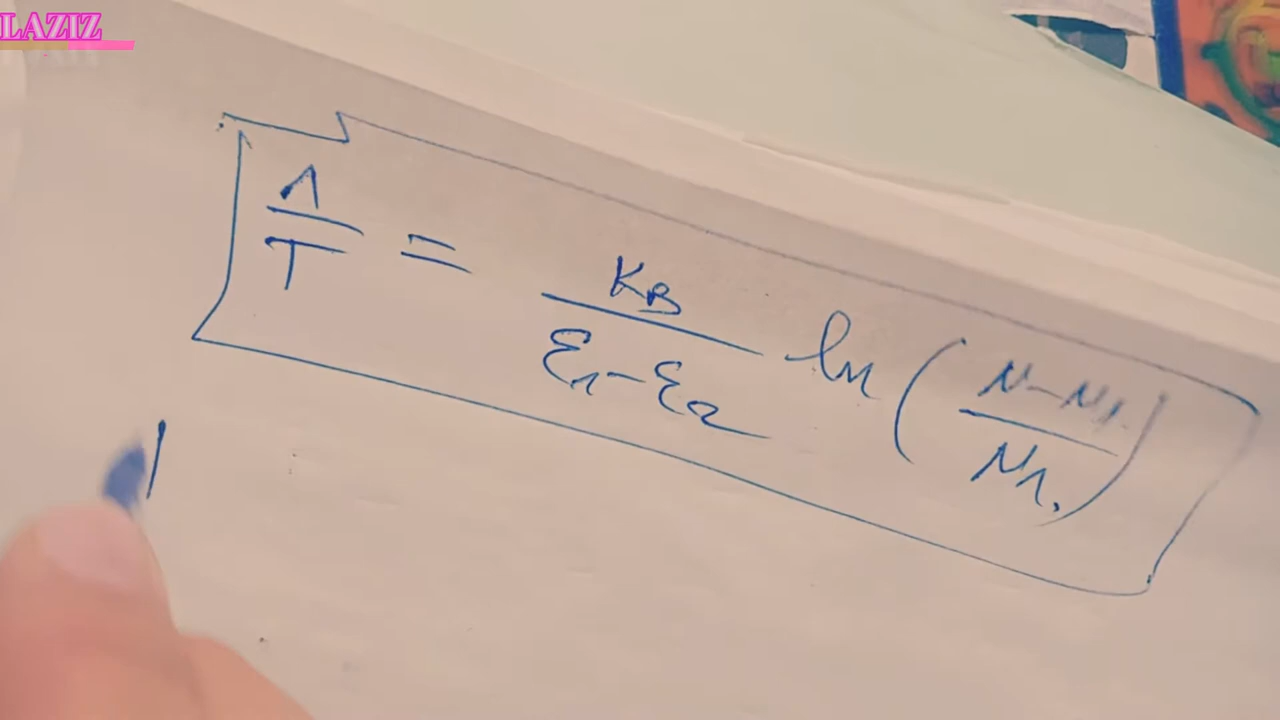 LAZIZ
1/T = K_B/(ε₁-ε₂) ln((N-N₁)/N₁)